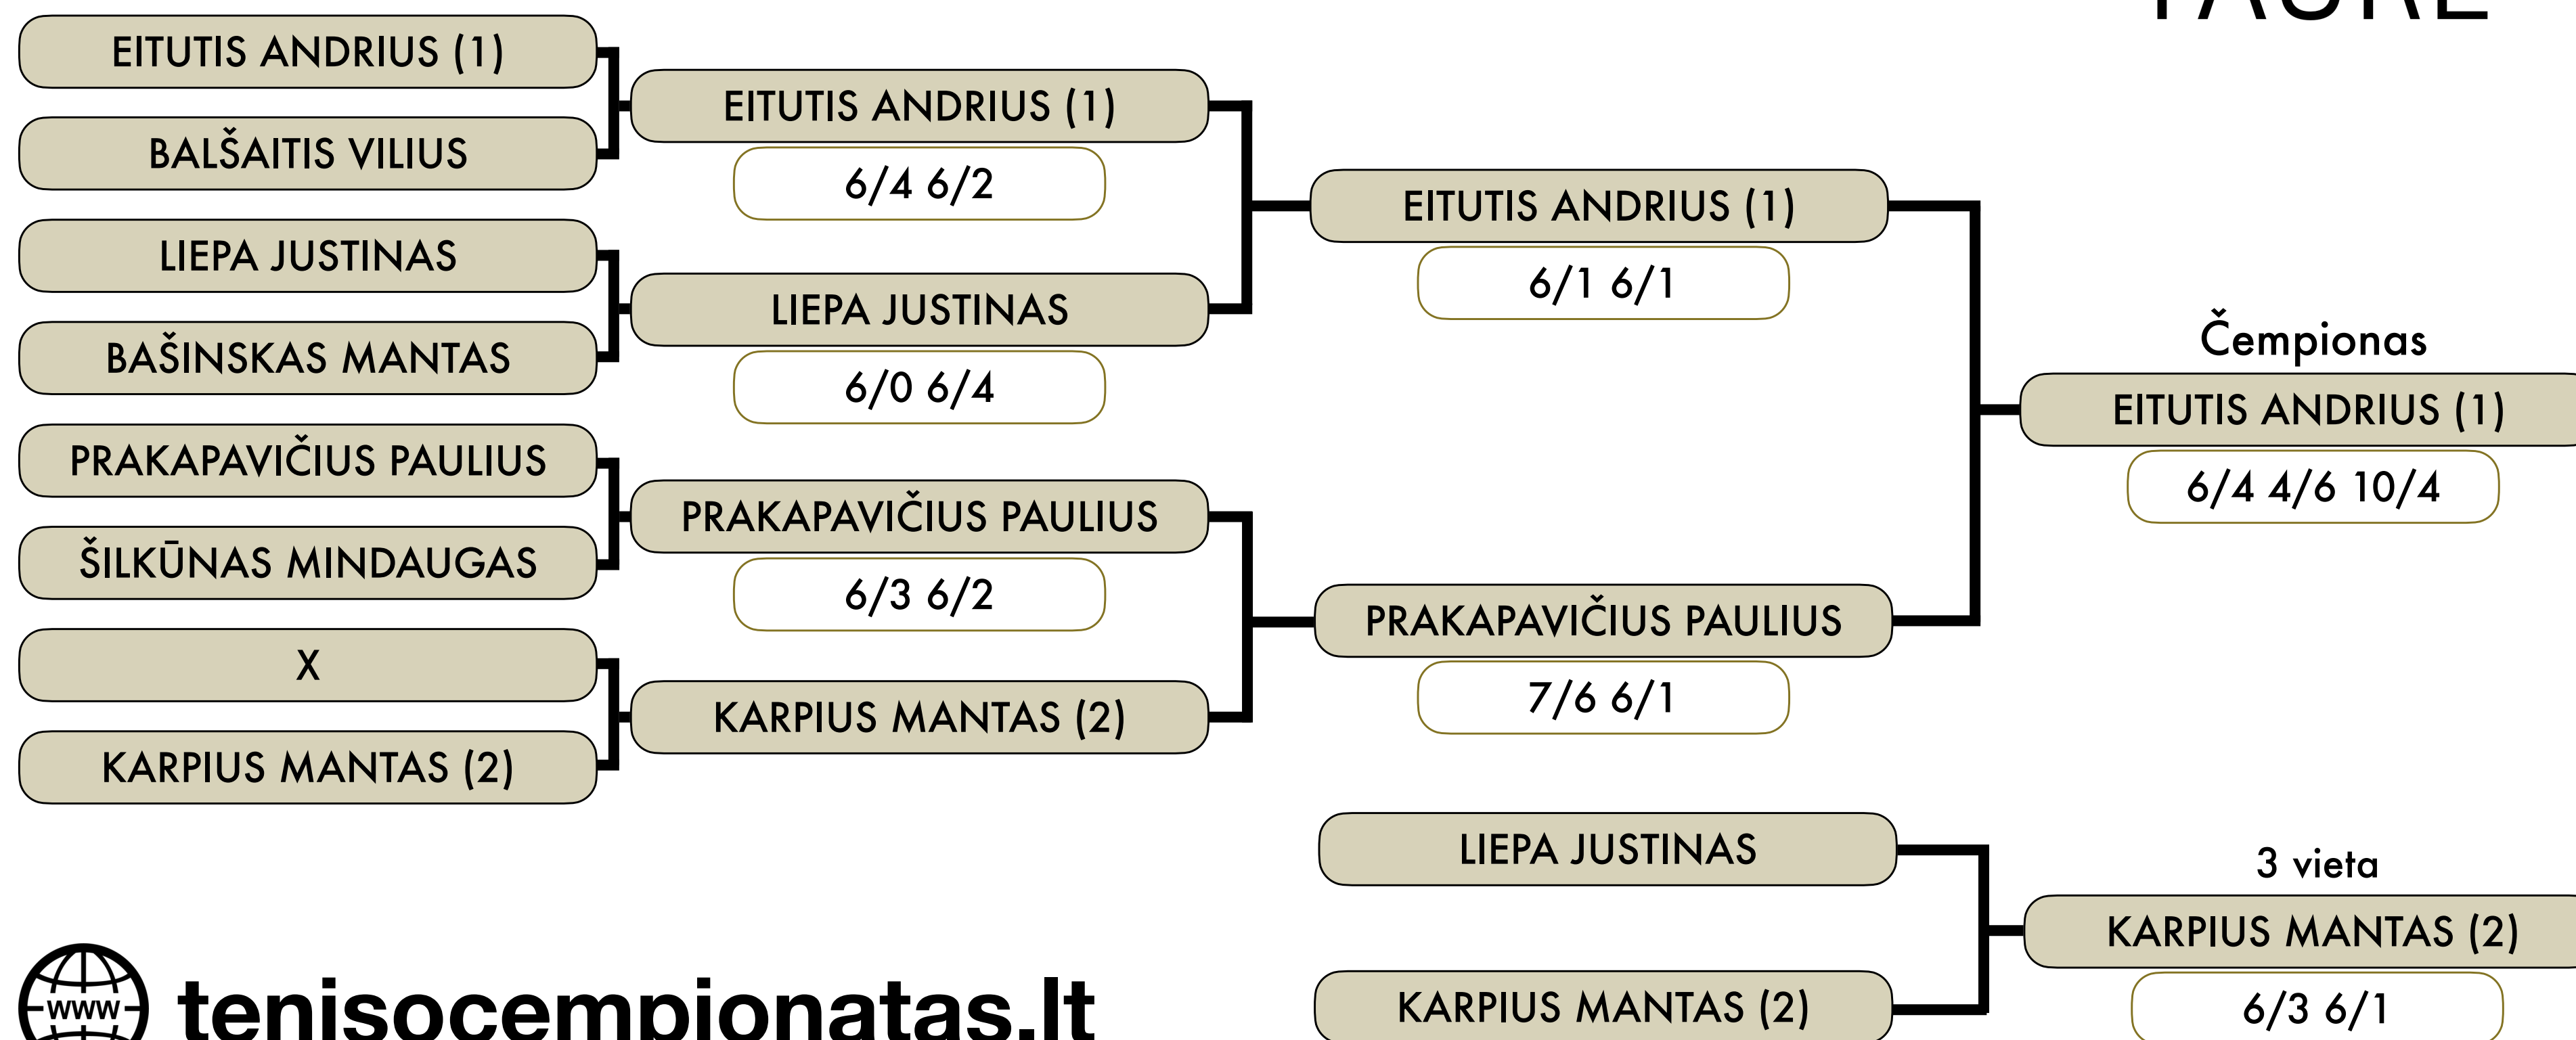 EITUTIS ANDRIUS (1)
BALŠAITIS VILIUS
LIEPA JUSTINAS
BAŠINSKAS MANTAS
PRAKAPAVIČIUS PAULIUS
ŠILKŪNAS MINDAUGAS
X
KARPIUS MANTAS (2)
EITUTIS ANDRIUS (1)
6/4 6/2
LIEPA JUSTINAS
6/0 6/4
PRAKAPAVIČIUS PAULIUS
6/3 6/2
KARPIUS MANTAS (2)
EITUTIS ANDRIUS (1)
6/1 6/1
PRAKAPAVIČIUS PAULIUS
7/6 6/1
Čempionas
EITUTIS ANDRIUS (1)
6/4 4/6 10/4
LIEPA JUSTINAS
KARPIUS MANTAS (2)
3 vieta
KARPIUS MANTAS (2)
6/3 6/1
www
tenisocempionatas.lt